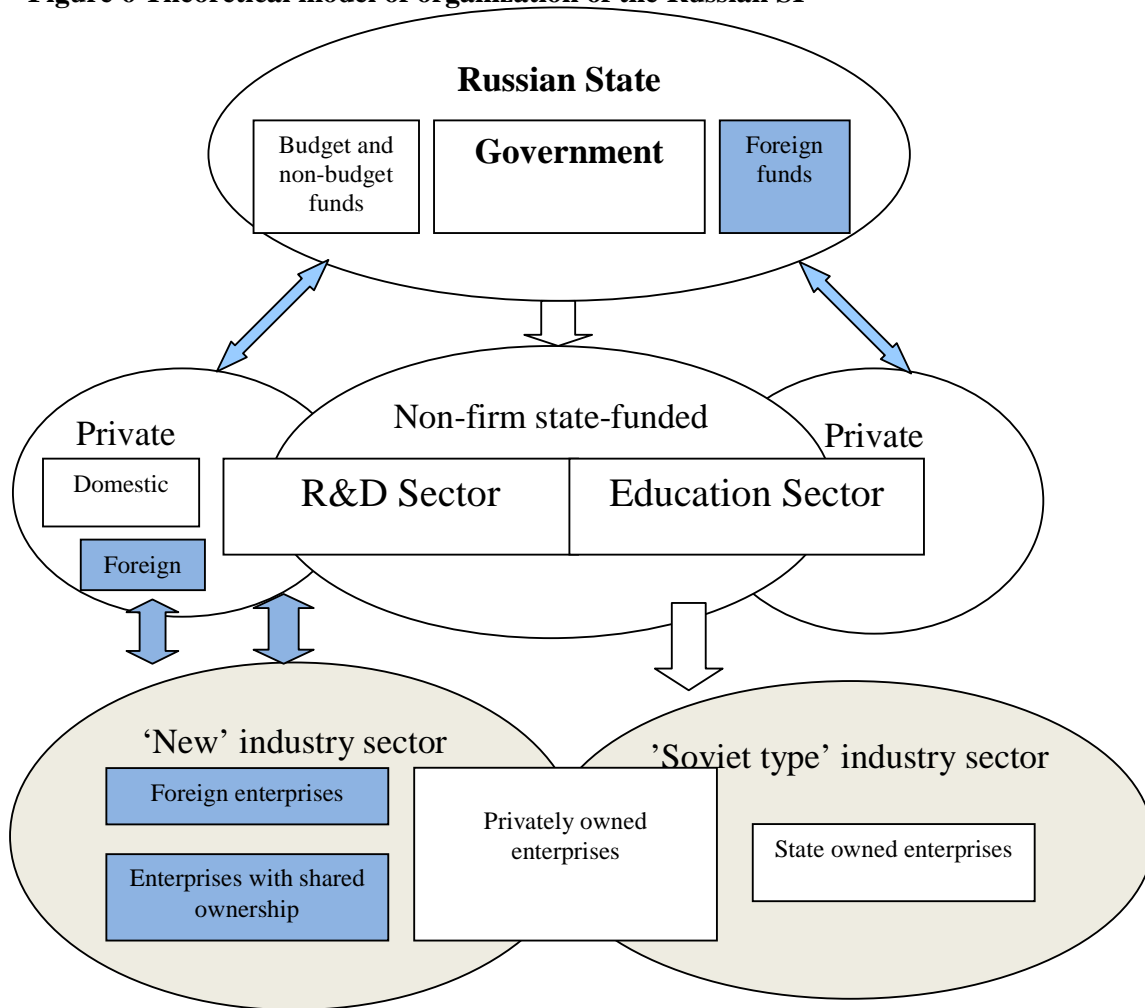 Russian State
Budget and
non-budget
funds
Government
Foreign
funds
Private
Domestic
Foreign
Non-firm state-funded
R&D Sector
Education Sector
Private
‘New’ industry sector
Foreign enterprises
Enterprises with shared
ownership
Privately owned
enterprises
’Soviet type’ industry sector
State owned enterprises